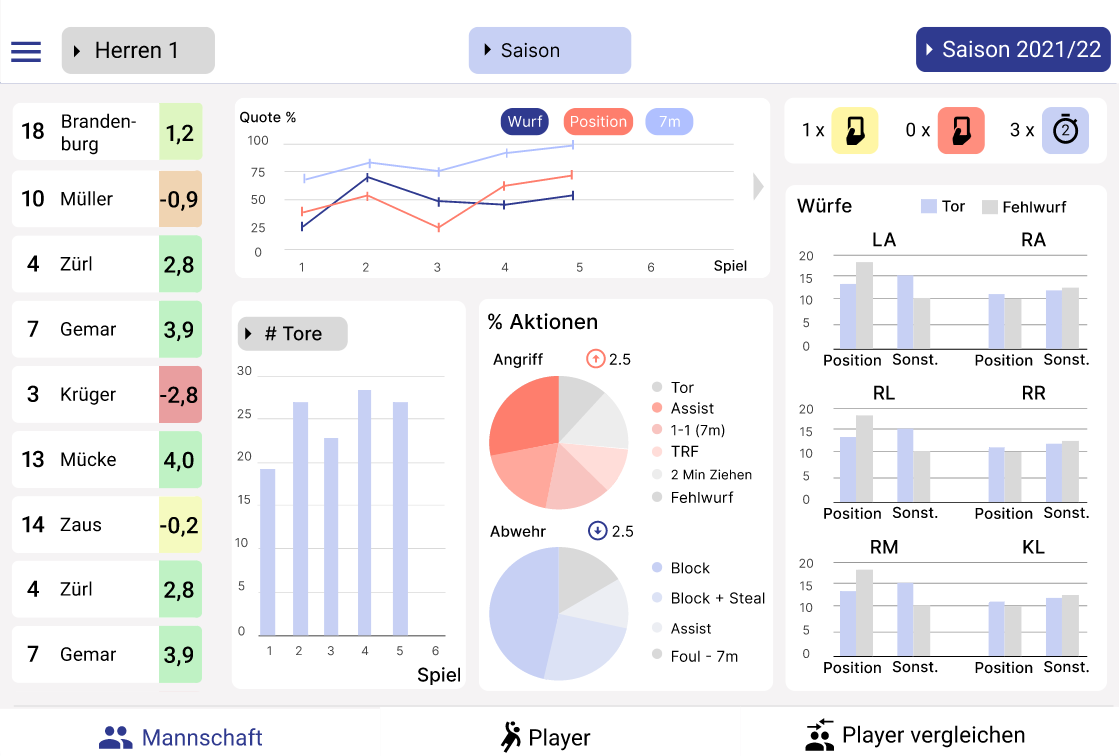 Herren 1
Saison
Saison 2021/22
18 Branden-
burg 1,2
10 Müller -0,9
4 Zürl 2,8
7 Gemar 3,9
3 Krüger -2,8
13 Mücke 4,0
14 Zaus -0,2
4 Zürl 2,8
7 Gemar 3,9
Quote %
Wurf Position 7m
100
75
50
25
0
1 2 3 4 5 6 Spiel
1 x 0 x 3 x 2
# Tore
30
25
20
15
10
5
0
1 2 3 4 5 6
Spiel
% Aktionen
Angriff 2.5
Tor
Assist
1-1 (7m)
TRF
2 Min Ziehen
Fehlwurf
Abwehr 2.5
Block
Block + Steal
Assist
Foul - 7m
Würfe Tor Fehlwurf
LA RA
20
15
10
5
0
Position Sonst. Position Sonst.
RL RR
20
15
10
5
0
Position Sonst. Position Sonst.
RM KL
20
15
10
5
0
Position Sonst. Position Sonst.
Mannschaft
Player
Player vergleichen